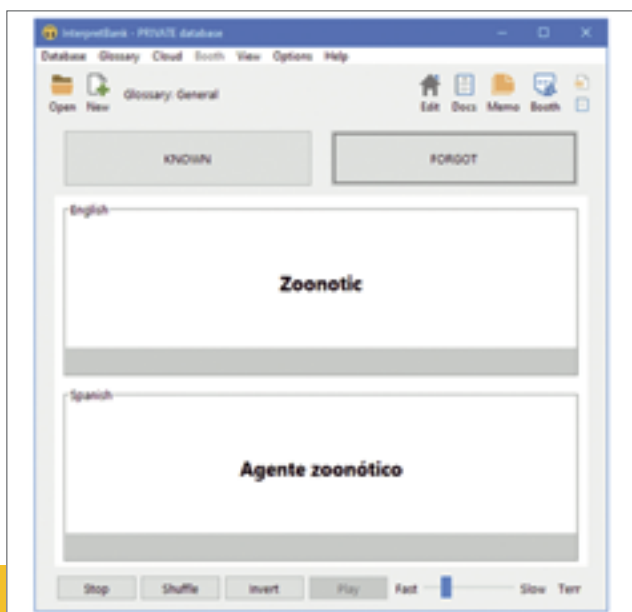 InterpretBank - PRIVATE database
Database Glossary Cloud Booth View Options Help
Open New Glossary: General Edit Docs Memo Booth
KNOWN FORGOT
English
Zoonotic
Spanish
Agente zoonótico
Stop Shuffle Invert Play Fast Slow Terr